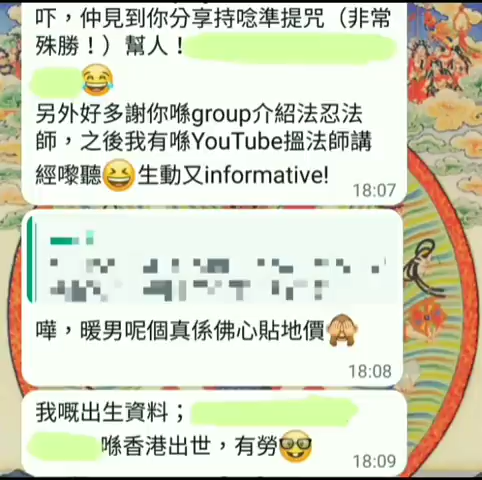 吓，仲見到你分享持唸準提咒（非常
殊勝！）幫人！
😂
另外好多謝你喺group介紹法忍法
師，之後我有喺YouTube搵法師講
經嚟聽😆生動又informative!
18:07
嘩，暖男呢個真係佛心貼地價🙈
18:08
我嘅出生資料；
喺香港出世，有勞🤓
18:09